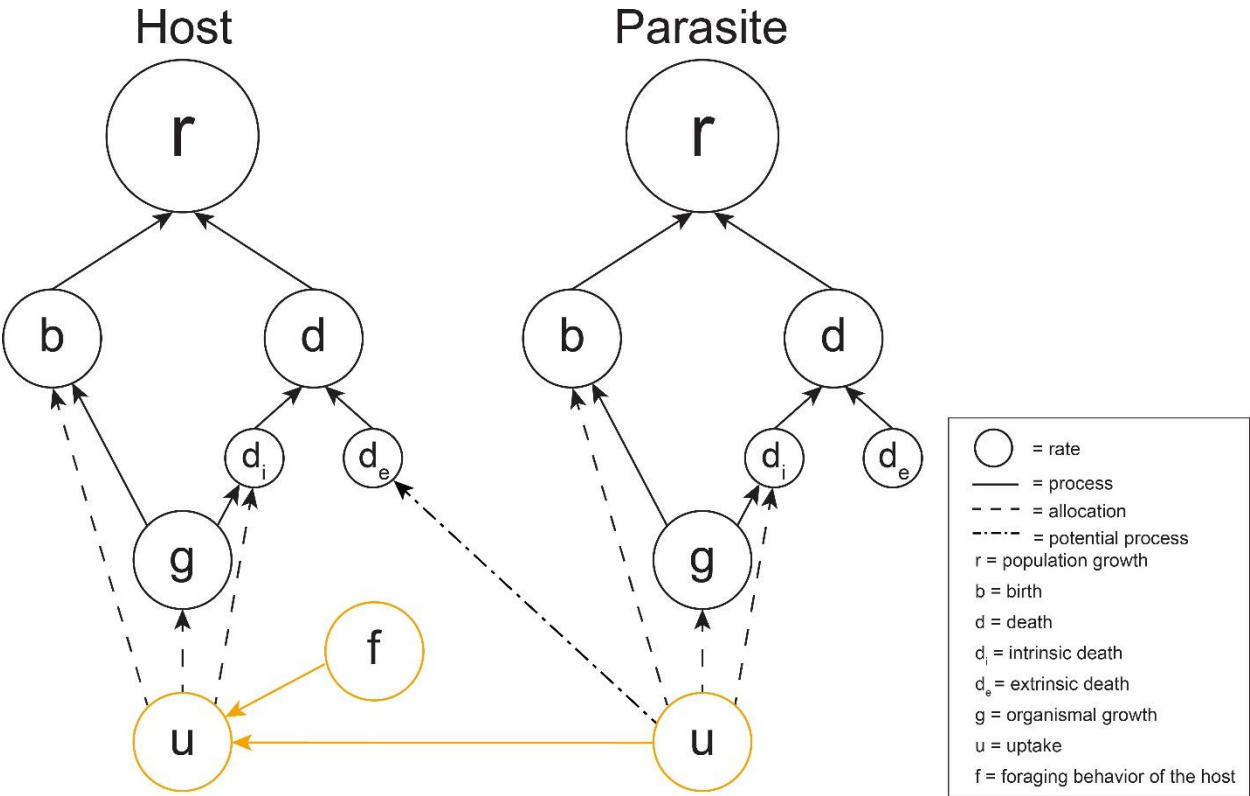 Host
Parasite
r
r
b
d
b
d
di
de
di
de
g
g
f
u
u
= rate
= process
= allocation
= potential process
r = population growth
b = birth
d = death
di = intrinsic death
de = extrinsic death
g = organismal growth
u = uptake
f = foraging behavior of the host